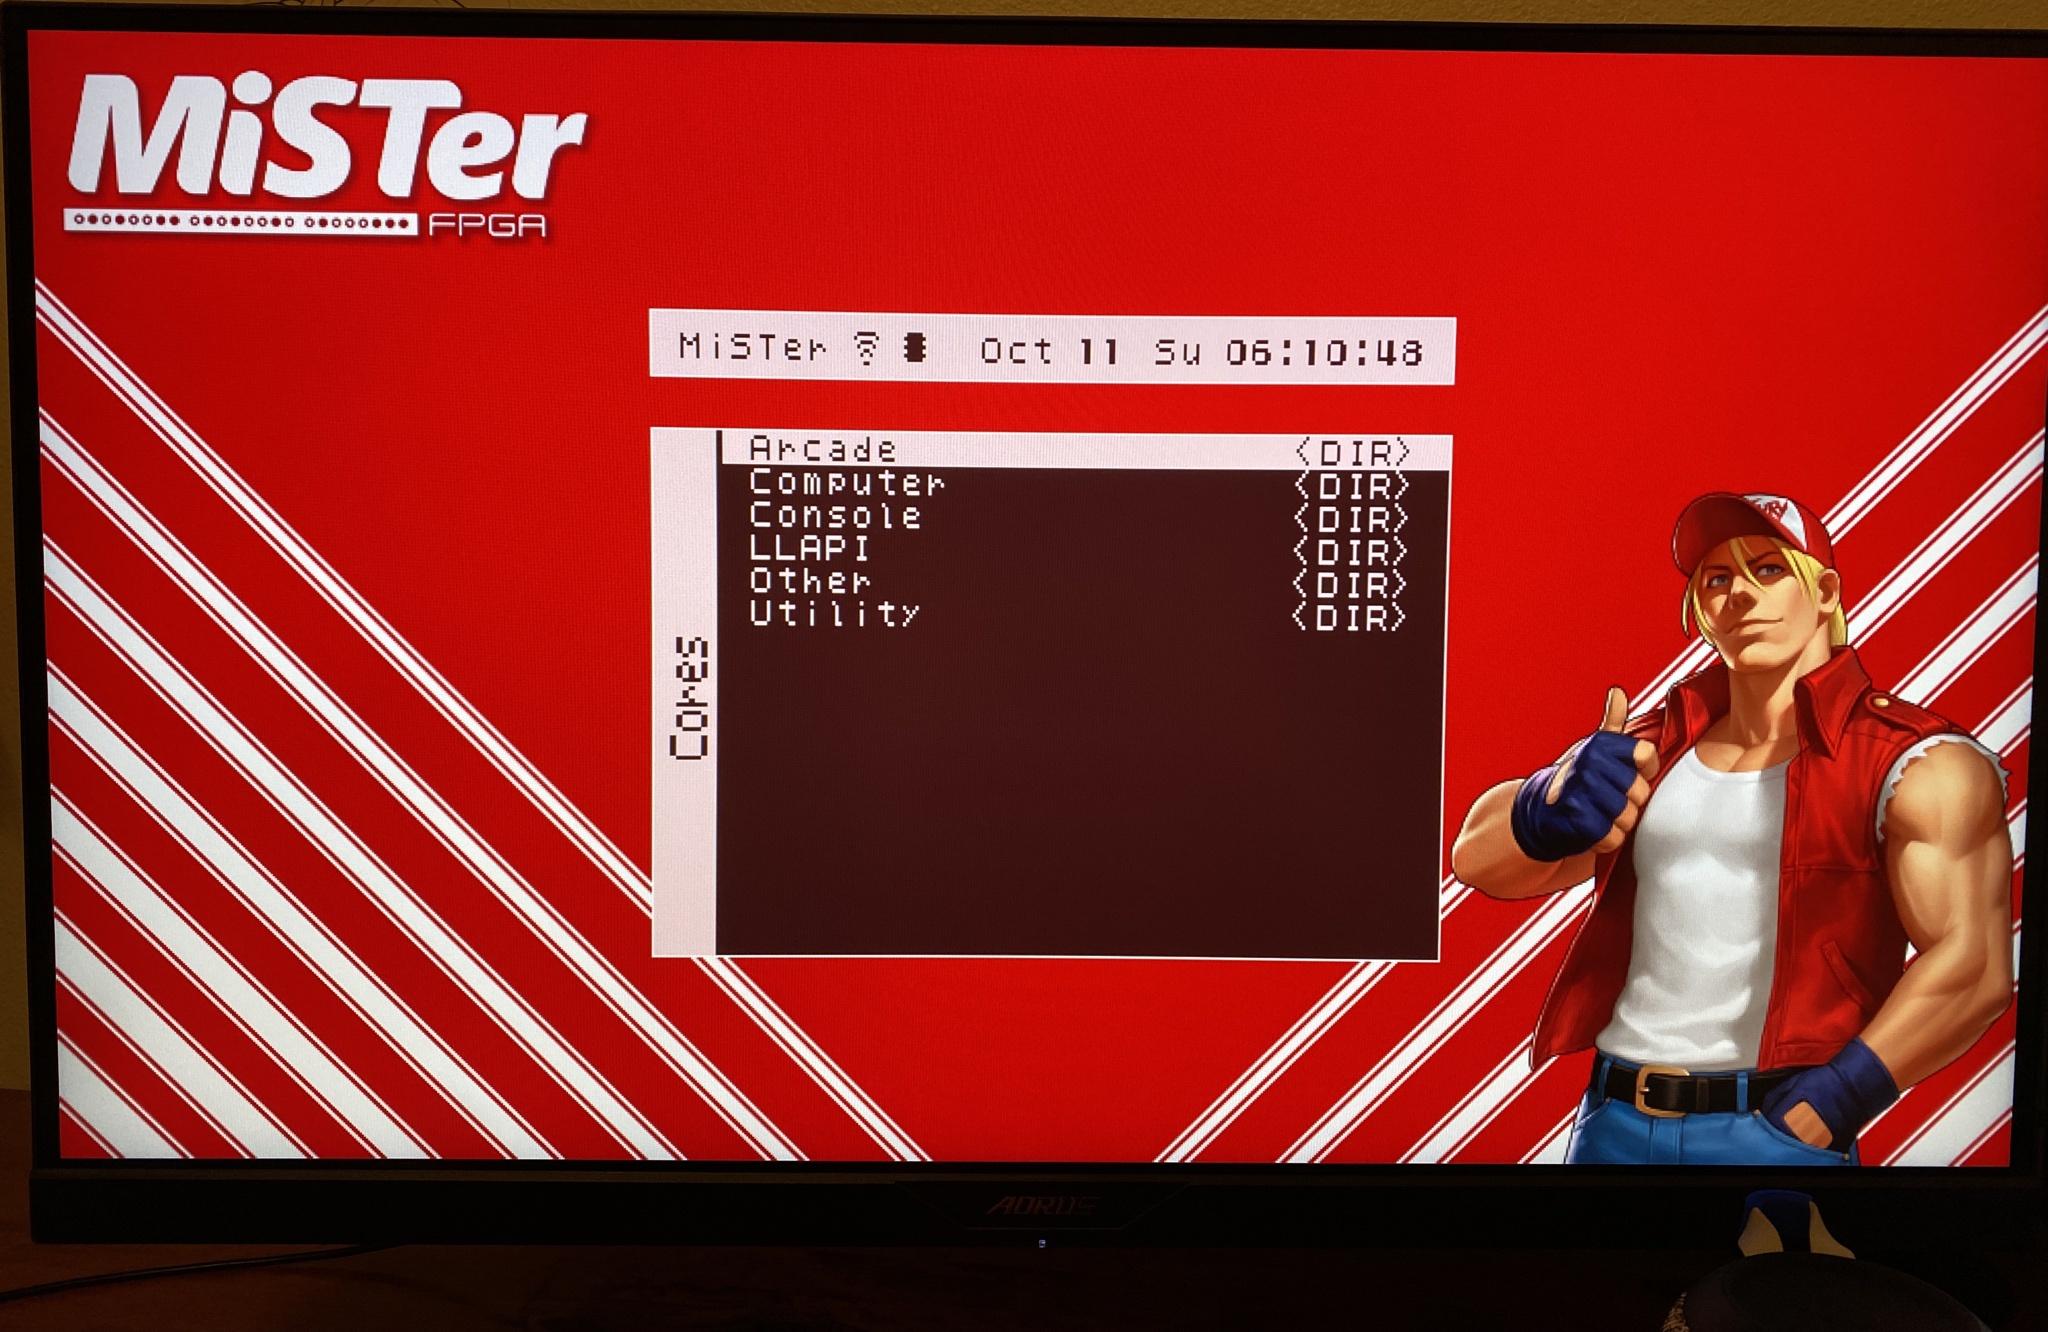 MiSTer
FPGA
MiSTer Oct 11 Su 06:10:48
Arcade <DIR>
Computer <DIR>
Console <DIR>
LLAPI <DIR>
Other <DIR>
Utility <DIR>
Cores
AORUS